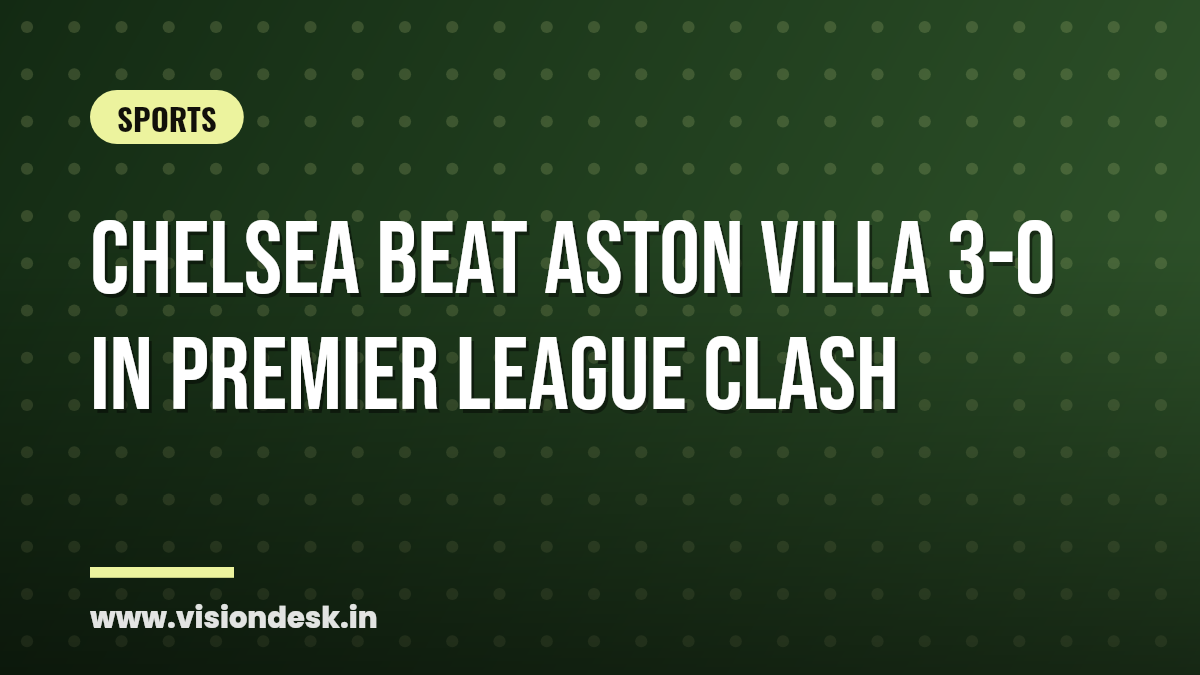 SPORTS
CHELSEA BEAT ASTON VILLA 3-0
IN PREMIER LEAGUE CLASH
www.visiondesk.in